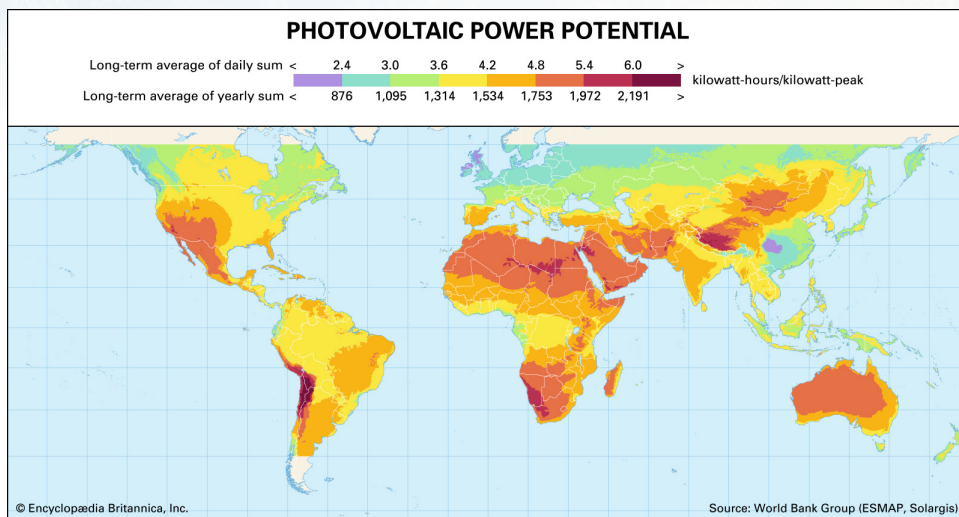 PHOTOVOLTAIC POWER POTENTIAL
Long-term average of daily sum < 2.4 3.0 3.6 4.2 4.8 5.4 6.0 >
kilowatt-hours/kilowatt-peak
Long-term average of yearly sum < 876 1,095 1,314 1,534 1,753 1,972 2,191 >
© Encyclopædia Britannica, Inc.
Source: World Bank Group (ESMAP, Solargis)